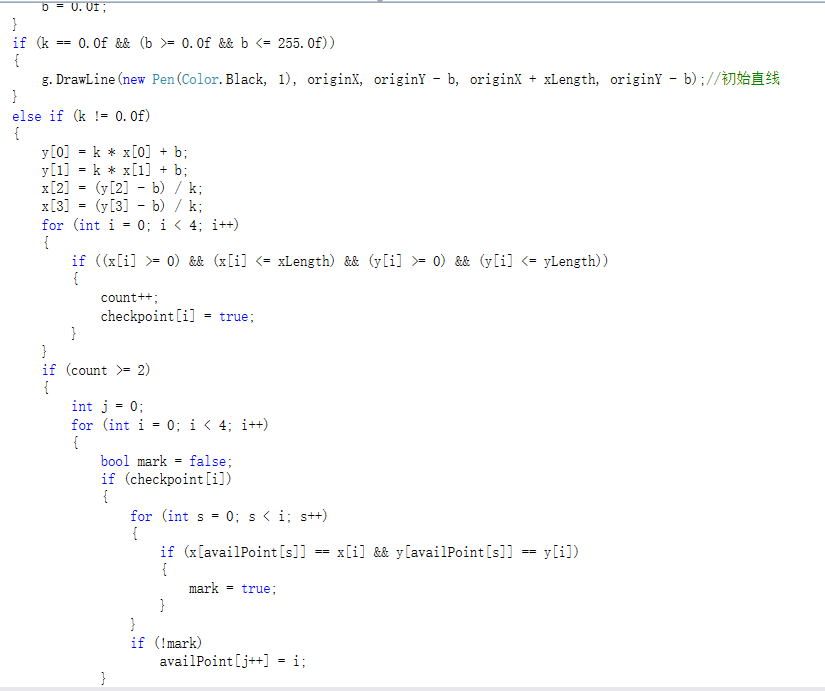 b = 0.0f;
}
if (k == 0.0f && (b >= 0.0f && b <= 255.0f))
{
g.DrawLine(new Pen(Color.Black, 1), originX, originY - b, originX + xLength, originY - b);//初始直线
}
else if (k != 0.0f)
{
y[0] = k * x[0] + b;
y[1] = k * x[1] + b;
x[2] = (y[2] - b) / k;
x[3] = (y[3] - b) / k;
for (int i = 0; i < 4; i++)
{
if ((x[i] >= 0) && (x[i] <= xLength) && (y[i] >= 0) && (y[i] <= yLength))
{
count++;
checkpoint[i] = true;
}
}
if (count >= 2)
{
int j = 0;
for (int i = 0; i < 4; i++)
{
bool mark = false;
if (checkpoint[i])
{
for (int s = 0; s < i; s++)
{
if (x[availPoint[s]] == x[i] && y[availPoint[s]] == y[i])
{
mark = true;
}
}
if (!mark)
availPoint[j++] = i;
}